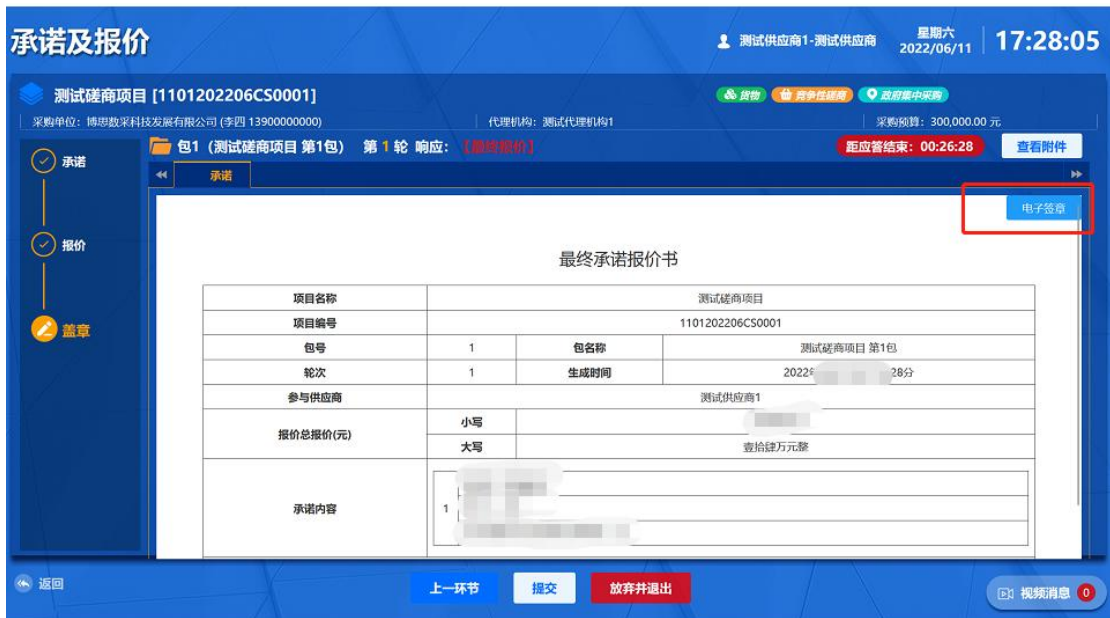 承诺及报价
测试供应商1-测试供应商
星期六
2022/06/11
17:28:05
测试磋商项目 [1101202206CS0001]
货物
竞争性磋商
政府集中采购
采购单位: 博思数采科技发展有限公司 (李四 13900000000)
代理机构: 测试代理机构1
采购预算: 300,000.00 元
承诺
报价
盖章
包1 (测试磋商项目 第1包) 第 1 轮 响应: 【最终报价】
距应答结束: 00:26:28
查看附件
承诺
电子签章
最终承诺报价书
项目名称 测试磋商项目
项目编号 1101202206CS0001
包号 1 包名称 测试磋商项目 第1包
轮次 1 生成时间 2022 28分
参与供应商 测试供应商1
报价总报价(元) 小写
大写 壹拾肆万元整
承诺内容 1
返回
上一环节
提交
放弃并退出
视频消息 0